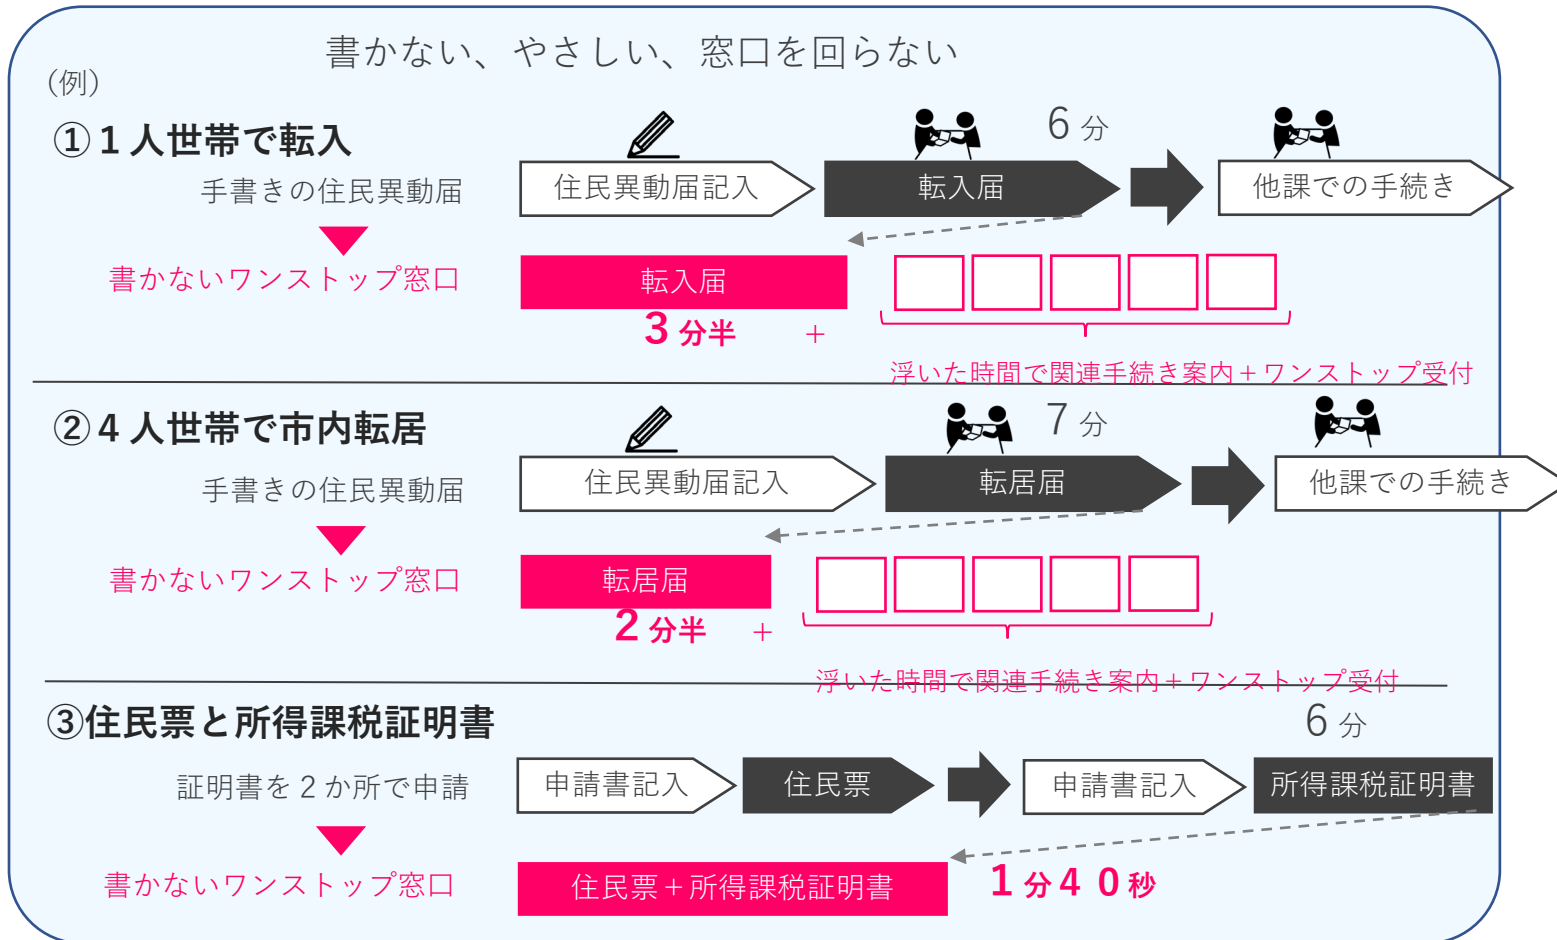 書かない、やさしい、窓口を回らない
(例)
①１人世帯で転入
6 分
手書きの住民異動届
住民異動届記入
転入届
他課での手続き
書かないワンストップ窓口
転入届
3 分半 +
浮いた時間で関連手続き案内＋ワンストップ受付
②４人世帯で市内転居
7 分
手書きの住民異動届
住民異動届記入
転居届
他課での手続き
書かないワンストップ窓口
転居届
2 分半 +
浮いた時間で関連手続き案内＋ワンストップ受付
③住民票と所得課税証明書
6 分
証明書を２か所で申請
申請書記入
住民票
申請書記入
所得課税証明書
書かないワンストップ窓口
住民票＋所得課税証明書
1 分４０秒